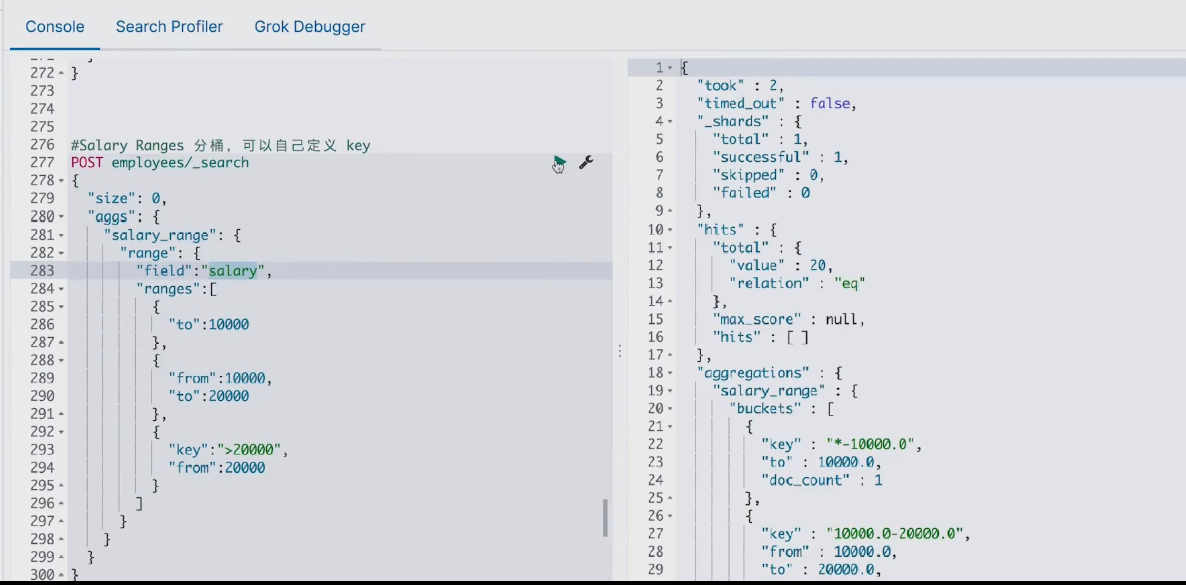 Console Search Profiler Grok Debugger
272 }
273
274
275
276 #Salary Ranges 分桶，可以自己定义 key
277 POST employees/_search
278 {
279 "size": 0,
280 "aggs": {
281 "salary_range": {
282 "range": {
283 "field":"salary",
284 "ranges":[
285 {
286 "to":10000
287 },
288 {
289 "from":10000,
290 "to":20000
291 },
292 {
293 "key":">20000",
294 "from":20000
295 }
296 ]
297 }
298 }
299 }
300 }
1 {
2 "took" : 2,
3 "timed_out" : false,
4 "_shards" : {
5 "total" : 1,
6 "successful" : 1,
7 "skipped" : 0,
8 "failed" : 0
9 },
10 "hits" : {
11 "total" : {
12 "value" : 20,
13 "relation" : "eq"
14 },
15 "max_score" : null,
16 "hits" : [ ]
17 },
18 "aggregations" : {
19 "salary_range" : {
20 "buckets" : [
21 {
22 "key" : "*-10000.0",
23 "to" : 10000.0,
24 "doc_count" : 1
25 },
26 {
27 "key" : "10000.0-20000.0",
28 "from" : 10000.0,
29 "to" : 20000.0,